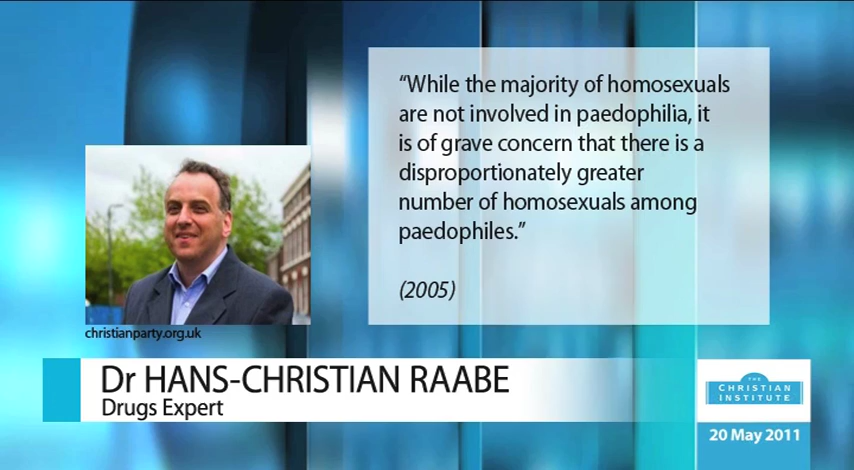 “While the majority of homosexuals
are not involved in paedophilia, it
is of grave concern that there is a
disproportionately greater
number of homosexuals among
paedophiles.”
(2005)
christianparty.org.uk
Dr HANS-CHRISTIAN RAABE
Drugs Expert
THE
CHRISTIAN
INSTITUTE
20 May 2011